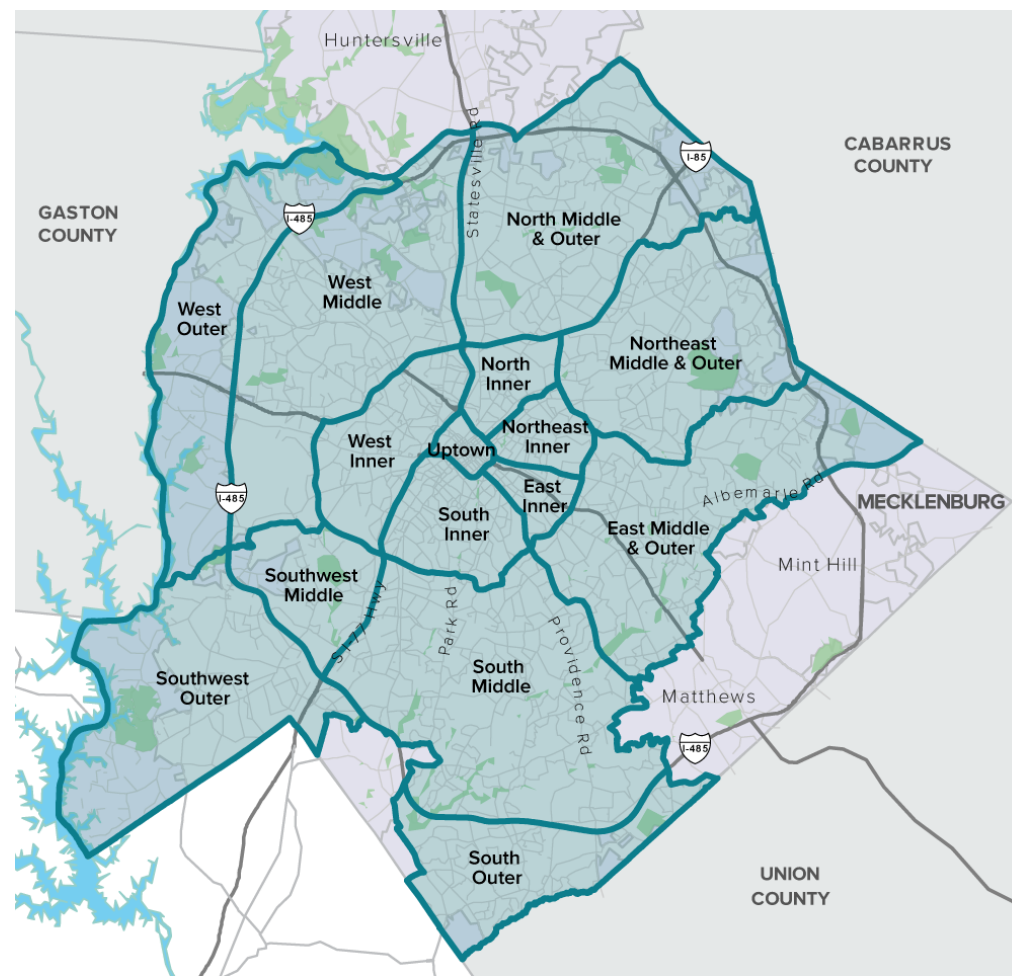 Huntersville
Statesville Rd
I-85
CABARRUS
COUNTY
GASTON
COUNTY
I-485
North Middle
& Outer
West
Middle
West
Outer
Northeast
Middle & Outer
North
Inner
Northeast
Inner
West
Inner
Uptown
East
Inner
South
Inner
Albemarle Rd
MECKLENBURG
I-485
East Middle
& Outer
Mint Hill
Southwest
Middle
S I-77 Hwy
Park Rd
Providence Rd
South
Middle
Southwest
Outer
Matthews
I-485
South
Outer
UNION
COUNTY